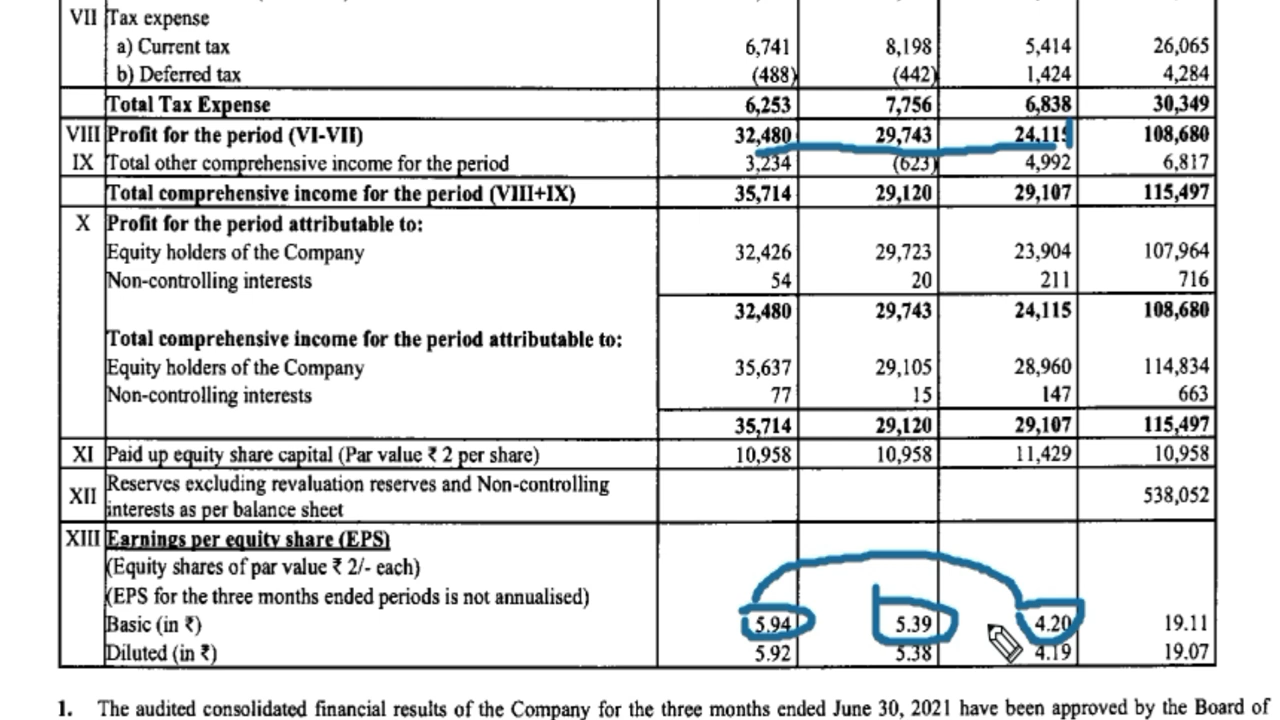 VII Tax expense
a) Current tax 6,741 8,198 5,414 26,065
b) Deferred tax (488) (442) 1,424 4,284
Total Tax Expense 6,253 7,756 6,838 30,349
VIII Profit for the period (VI-VII) 32,480 29,743 24,115 108,680
IX Total other comprehensive income for the period 3,234 (623) 4,992 6,817
Total comprehensive income for the period (VIII+IX) 35,714 29,120 29,107 115,497
X Profit for the period attributable to:
Equity holders of the Company 32,426 29,723 23,904 107,964
Non-controlling interests 54 20 211 716
32,480 29,743 24,115 108,680
Total comprehensive income for the period attributable to:
Equity holders of the Company 35,637 29,105 28,960 114,834
Non-controlling interests 77 15 147 663
35,714 29,120 29,107 115,497
XI Paid up equity share capital (Par value ₹ 2 per share) 10,958 10,958 11,429 10,958
XII Reserves excluding revaluation reserves and Non-controlling
interests as per balance sheet 538,052
XIII Earnings per equity share (EPS)
(Equity shares of par value ₹ 2/- each)
(EPS for the three months ended periods is not annualised)
Basic (in ₹) 5.94 5.39 4.20 19.11
Diluted (in ₹) 5.92 5.38 4.19 19.07
1. The audited consolidated financial results of the Company for the three months ended June 30, 2021 have been approved by the Board of